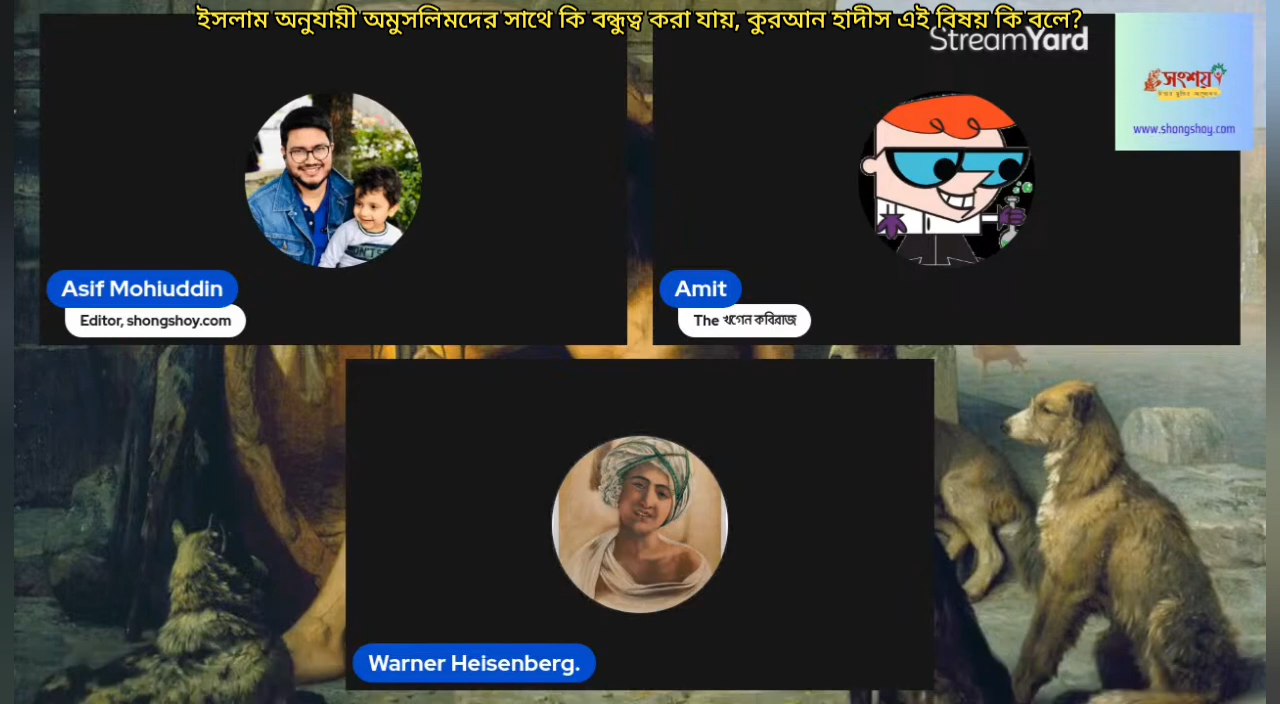 ইসলাম অনুযায়ী অমুসলিমদের সাথে কি বন্ধুত্ব করা যায়, কুরআন হাদীস এই বিষয় কি বলে?
StreamYard
সংশয়
www.shongshoy.com
Asif Mohiuddin
Editor, shongshoy.com
Amit
The খগেন কবিরাজ
Warner Heisenberg.